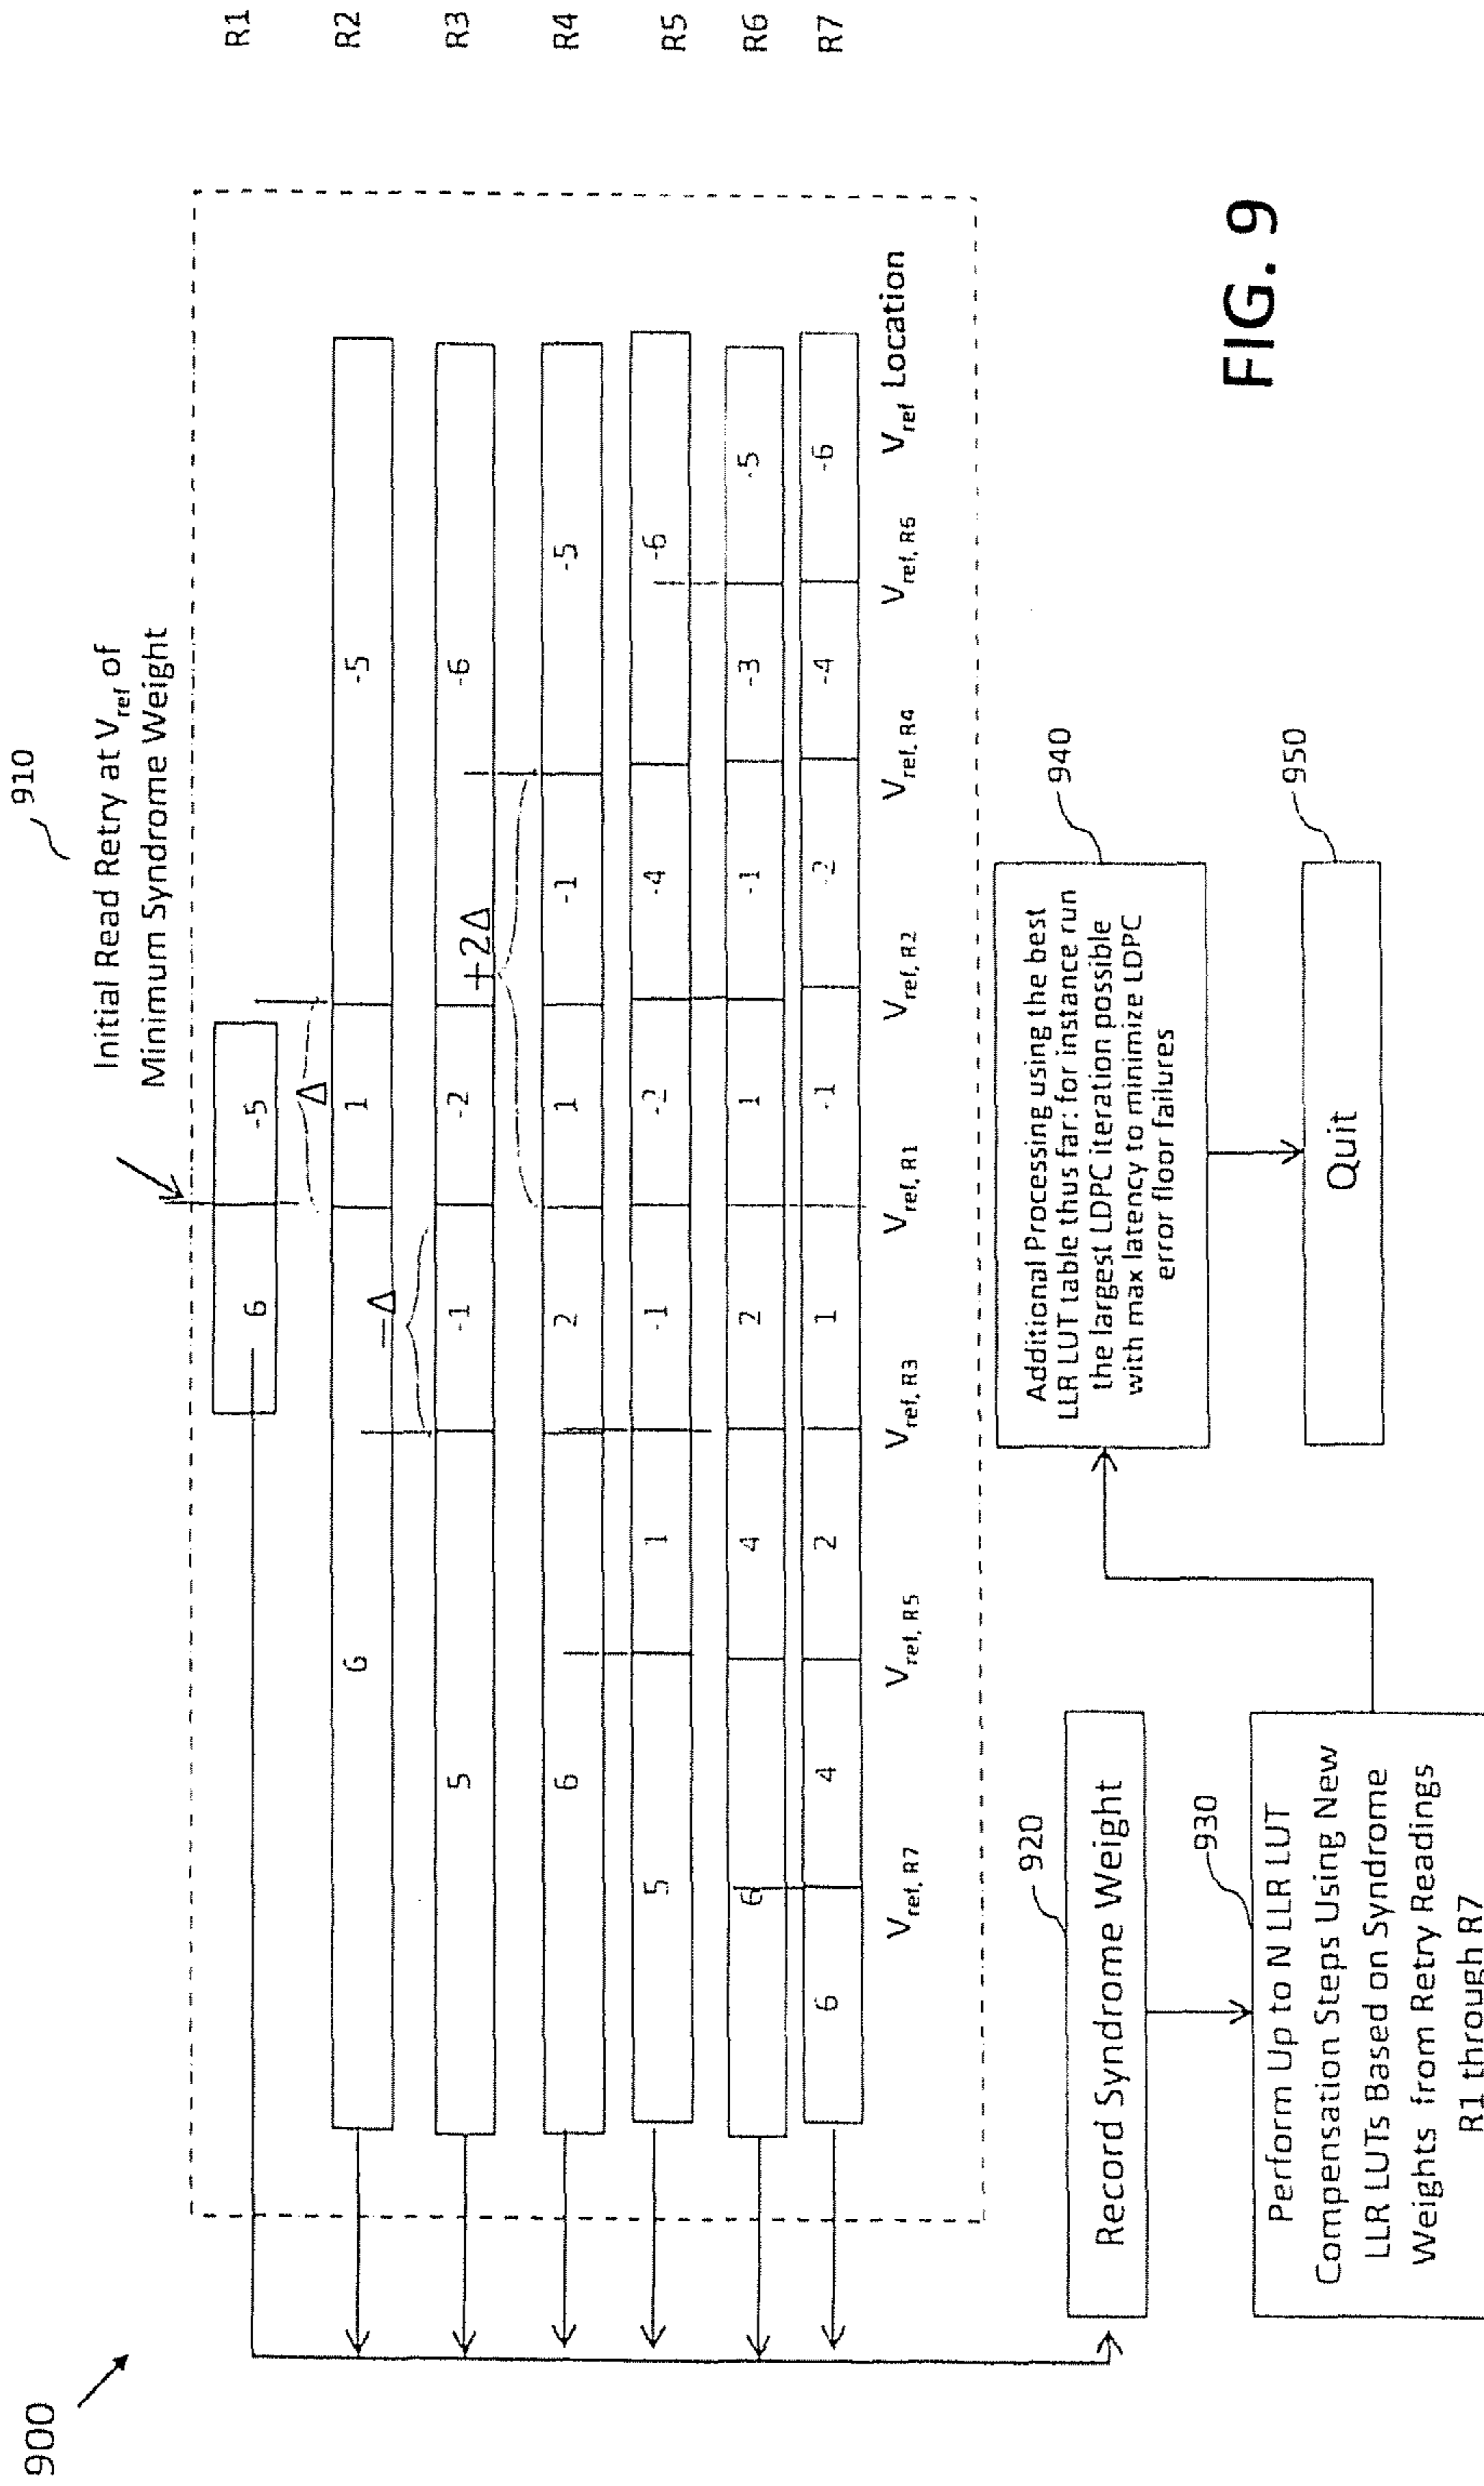 900
910
Initial Read Retry at Vref of
Minimum Syndrome Weight
6 -5 R1
Δ
6 1 -5 R2
-Δ
5 -1 -2 -6 R3
+2Δ
6 2 1 -1 -5 R4
5 1 -1 -2 -4 -6 R5
6 4 2 1 -1 -3 -5 R6
6 4 2 1 -1 -2 -4 -6 R7
Vref, R7 Vref, R5 Vref, R3 Vref, R1 Vref, R2 Vref, R4 Vref, R6 Vref Location
920
Record Syndrome Weight
930
Perform Up to N LLR LUT
Compensation Steps Using New
LLR LUTs Based on Syndrome
Weights from Retry Readings
R1 through R7
940
Additional Processing using the best
LLR LUT table thus far: for instance run
the largest LDPC iteration possible
with max latency to minimize LDPC
error floor failures
950
Quit
FIG. 9